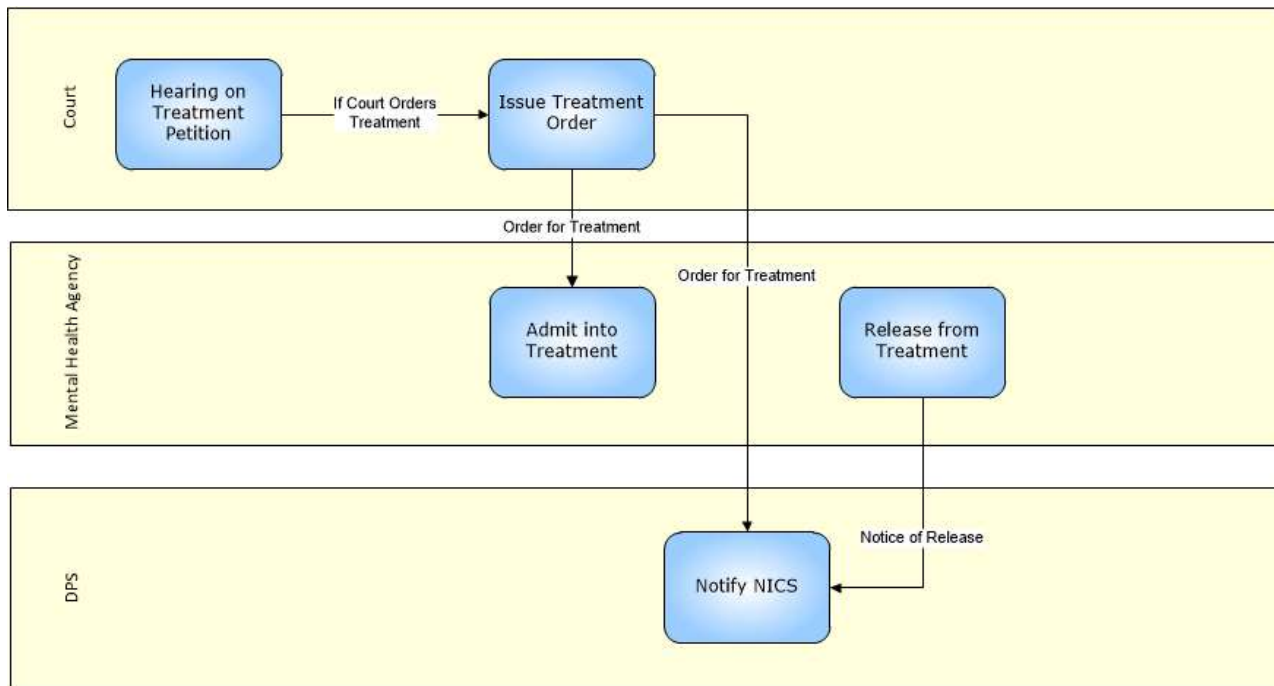 Court
Hearing on
Treatment
Petition
If Court Orders
Treatment
Issue Treatment
Order
Order for Treatment
Order for Treatment
Mental Health Agency
Admit into
Treatment
Release from
Treatment
Notice of Release
DPS
Notify NICS